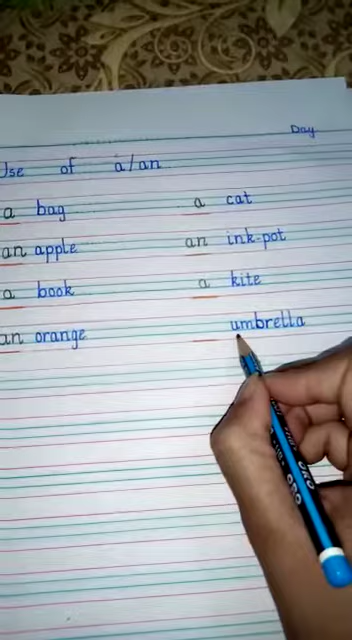 Use of a/an Day
a bag a cat
an apple an ink-pot
a book a kite
an orange umbrella